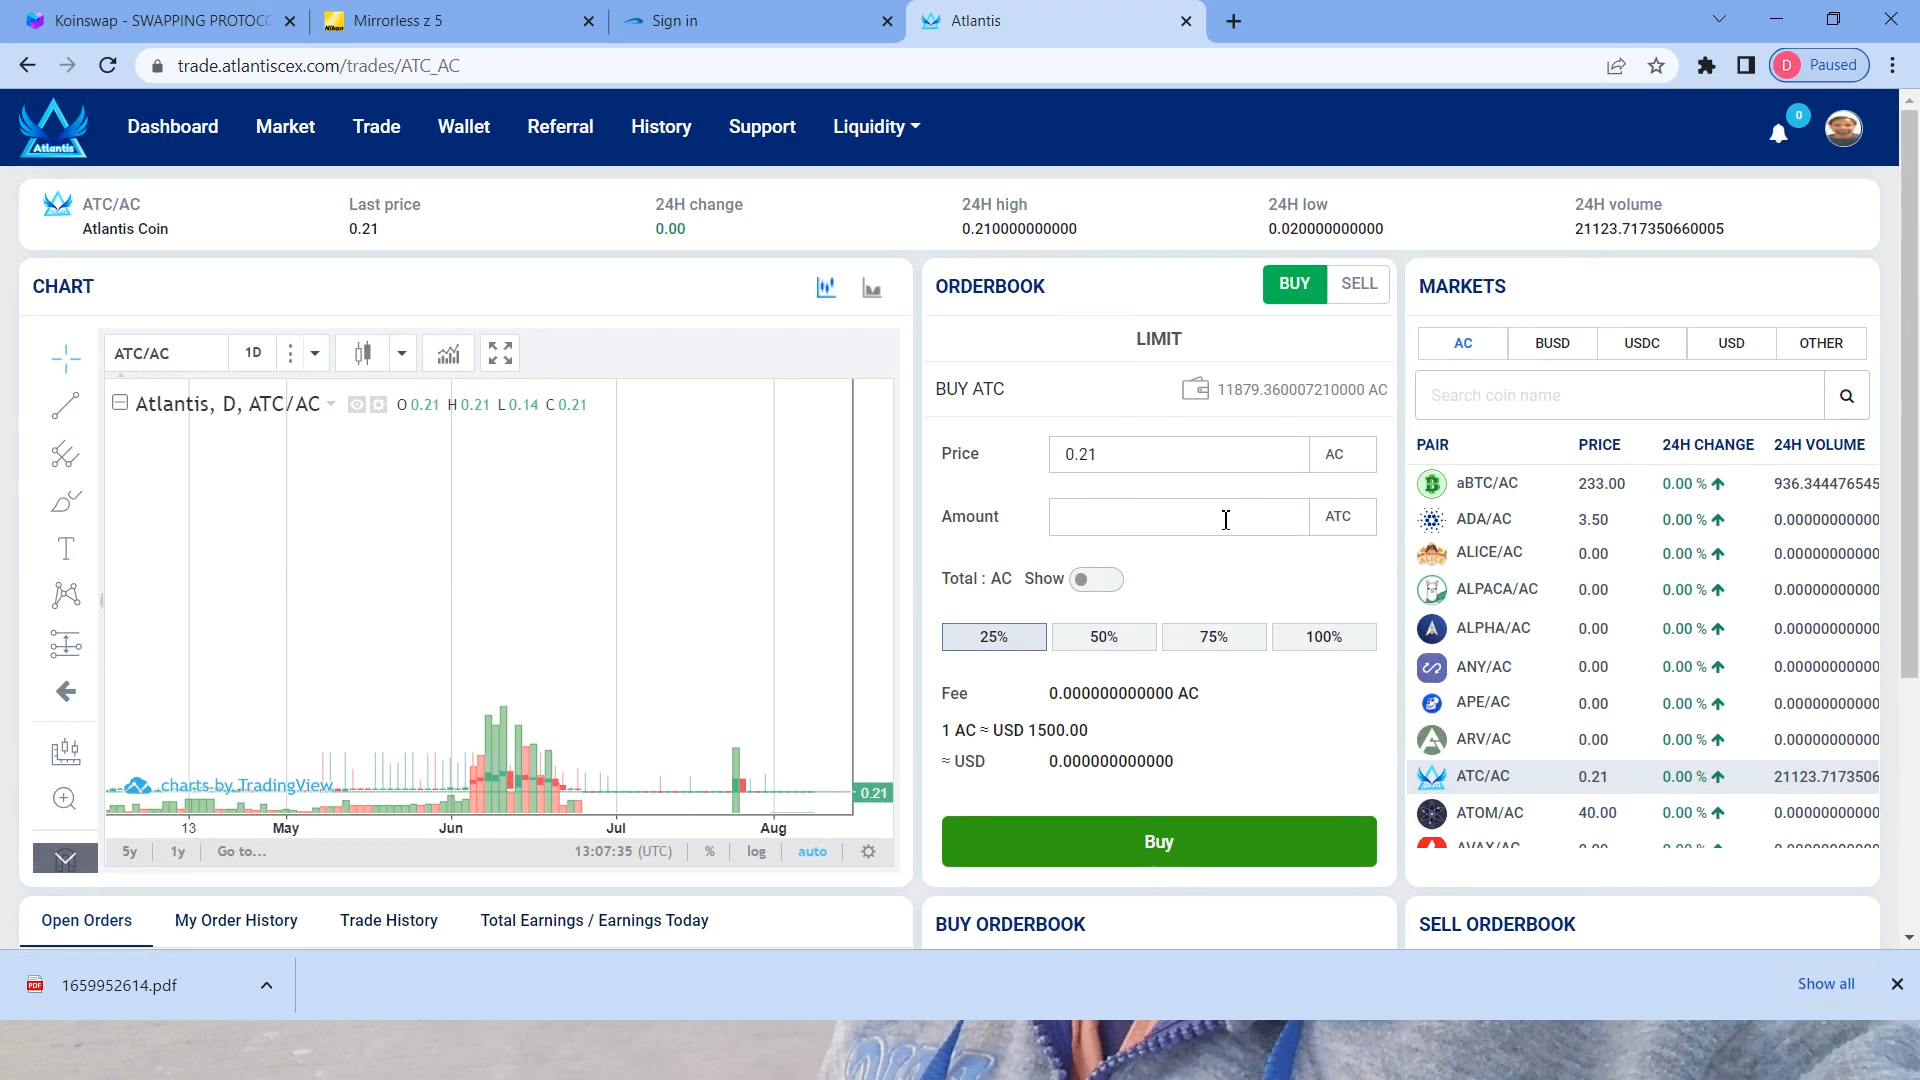 Koinswap - SWAPPING PROTOC
Mirrorless z 5
Sign in
Atlantis
trade.atlantiscex.com/trades/ATC_AC
D Paused
Atlantis
Dashboard Market Trade Wallet Referral History Support Liquidity
0
ATC/AC
Atlantis Coin
Last price
0.21
24H change
0.00
24H high
0.210000000000
24H low
0.020000000000
24H volume
21123.717350660005
CHART
ATC/AC 1D
Atlantis, D, ATC/AC O 0.21 H 0.21 L 0.14 C 0.21
charts by TradingView
0.21
13 May Jun Jul Aug
5y 1y Go to... 13:07:35 (UTC) % log auto
ORDERBOOK BUY SELL
LIMIT
BUY ATC 11879.360007210000 AC
Price 0.21 AC
Amount ATC
Total : AC Show
25% 50% 75% 100%
Fee 0.000000000000 AC
1 AC ≈ USD 1500.00
≈ USD 0.000000000000
Buy
MARKETS
AC BUSD USDC USD OTHER
Search coin name
PAIR PRICE 24H CHANGE 24H VOLUME
aBTC/AC 233.00 0.00 % 936.344476545
ADA/AC 3.50 0.00 % 0.00000000000
ALICE/AC 0.00 0.00 % 0.00000000000
ALPACA/AC 0.00 0.00 % 0.00000000000
ALPHA/AC 0.00 0.00 % 0.00000000000
ANY/AC 0.00 0.00 % 0.00000000000
APE/AC 0.00 0.00 % 0.00000000000
ARV/AC 0.00 0.00 % 0.00000000000
ATC/AC 0.21 0.00 % 21123.7173506
ATOM/AC 40.00 0.00 % 0.00000000000
Open Orders My Order History Trade History Total Earnings / Earnings Today
BUY ORDERBOOK
SELL ORDERBOOK
1659952614.pdf
Show all